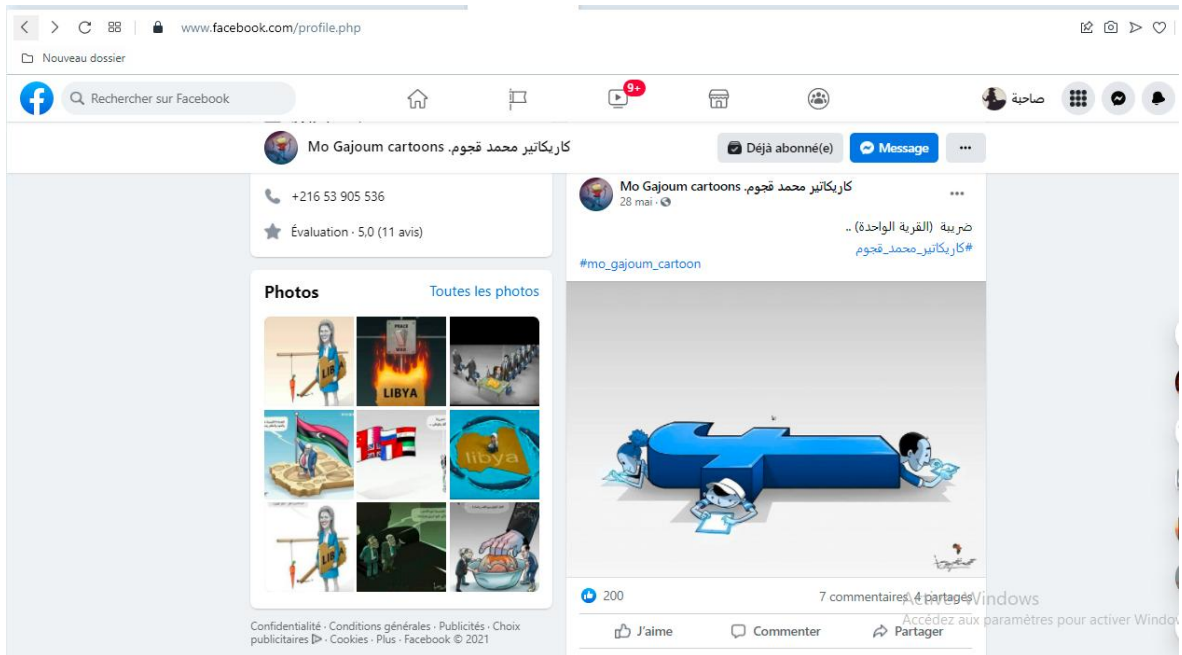 www.facebook.com/profile.php
Nouveau dossier
Rechercher sur Facebook
9+
صاحبة
Mo Gajoum cartoons .كاريكاتير محمد قجوم
Déjà abonné(e)
Message
+216 53 905 536
Évaluation · 5,0 (11 avis)
Photos
Toutes les photos
LIBYA
libya
PEACE
Confidentialité · Conditions générales · Publicités · Choix
publicitaires · Cookies · Plus · Facebook © 2021
Mo Gajoum cartoons .كاريكاتير محمد قجوم
28 mai ·
ضريبة (القرية الواحدة) ..
#كاريكاتير_محمد_قجوم
#mo_gajoum_cartoon
200
7 commentaires 4 partages
J'aime
Commenter
Partager
Windows
Accédez aux paramètres pour activer Window